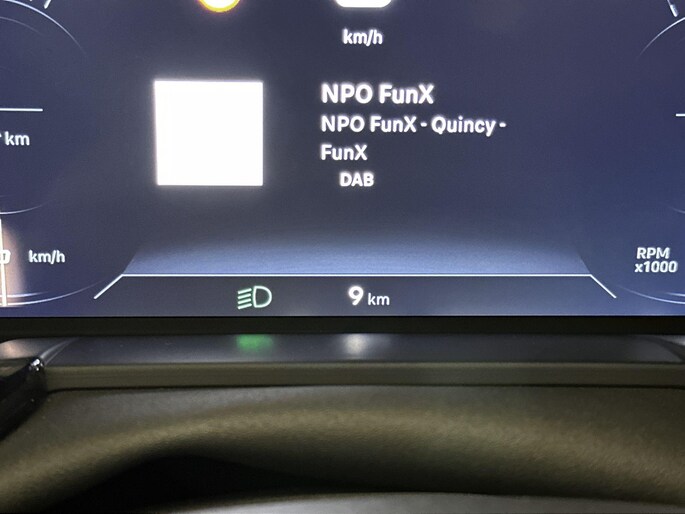 km/h
NPO FunX
NPO FunX - Quincy -
FunX
DAB
km
km/h
RPM
x1000
9 km